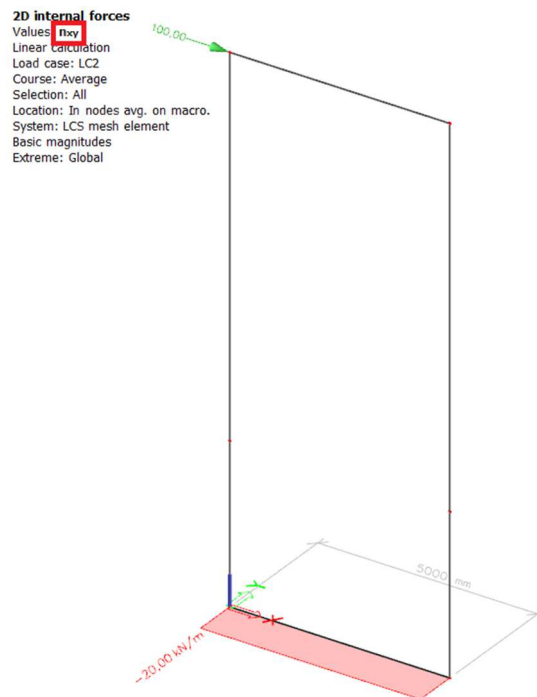 2D internal forces
Values: nxy
Linear calculation
Load case: LC2
Course: Average
Selection: All
Location: In nodes avg. on macro.
System: LCS mesh element
Basic magnitudes
Extreme: Global
100,00
5000 mm
-20.00 kN/m